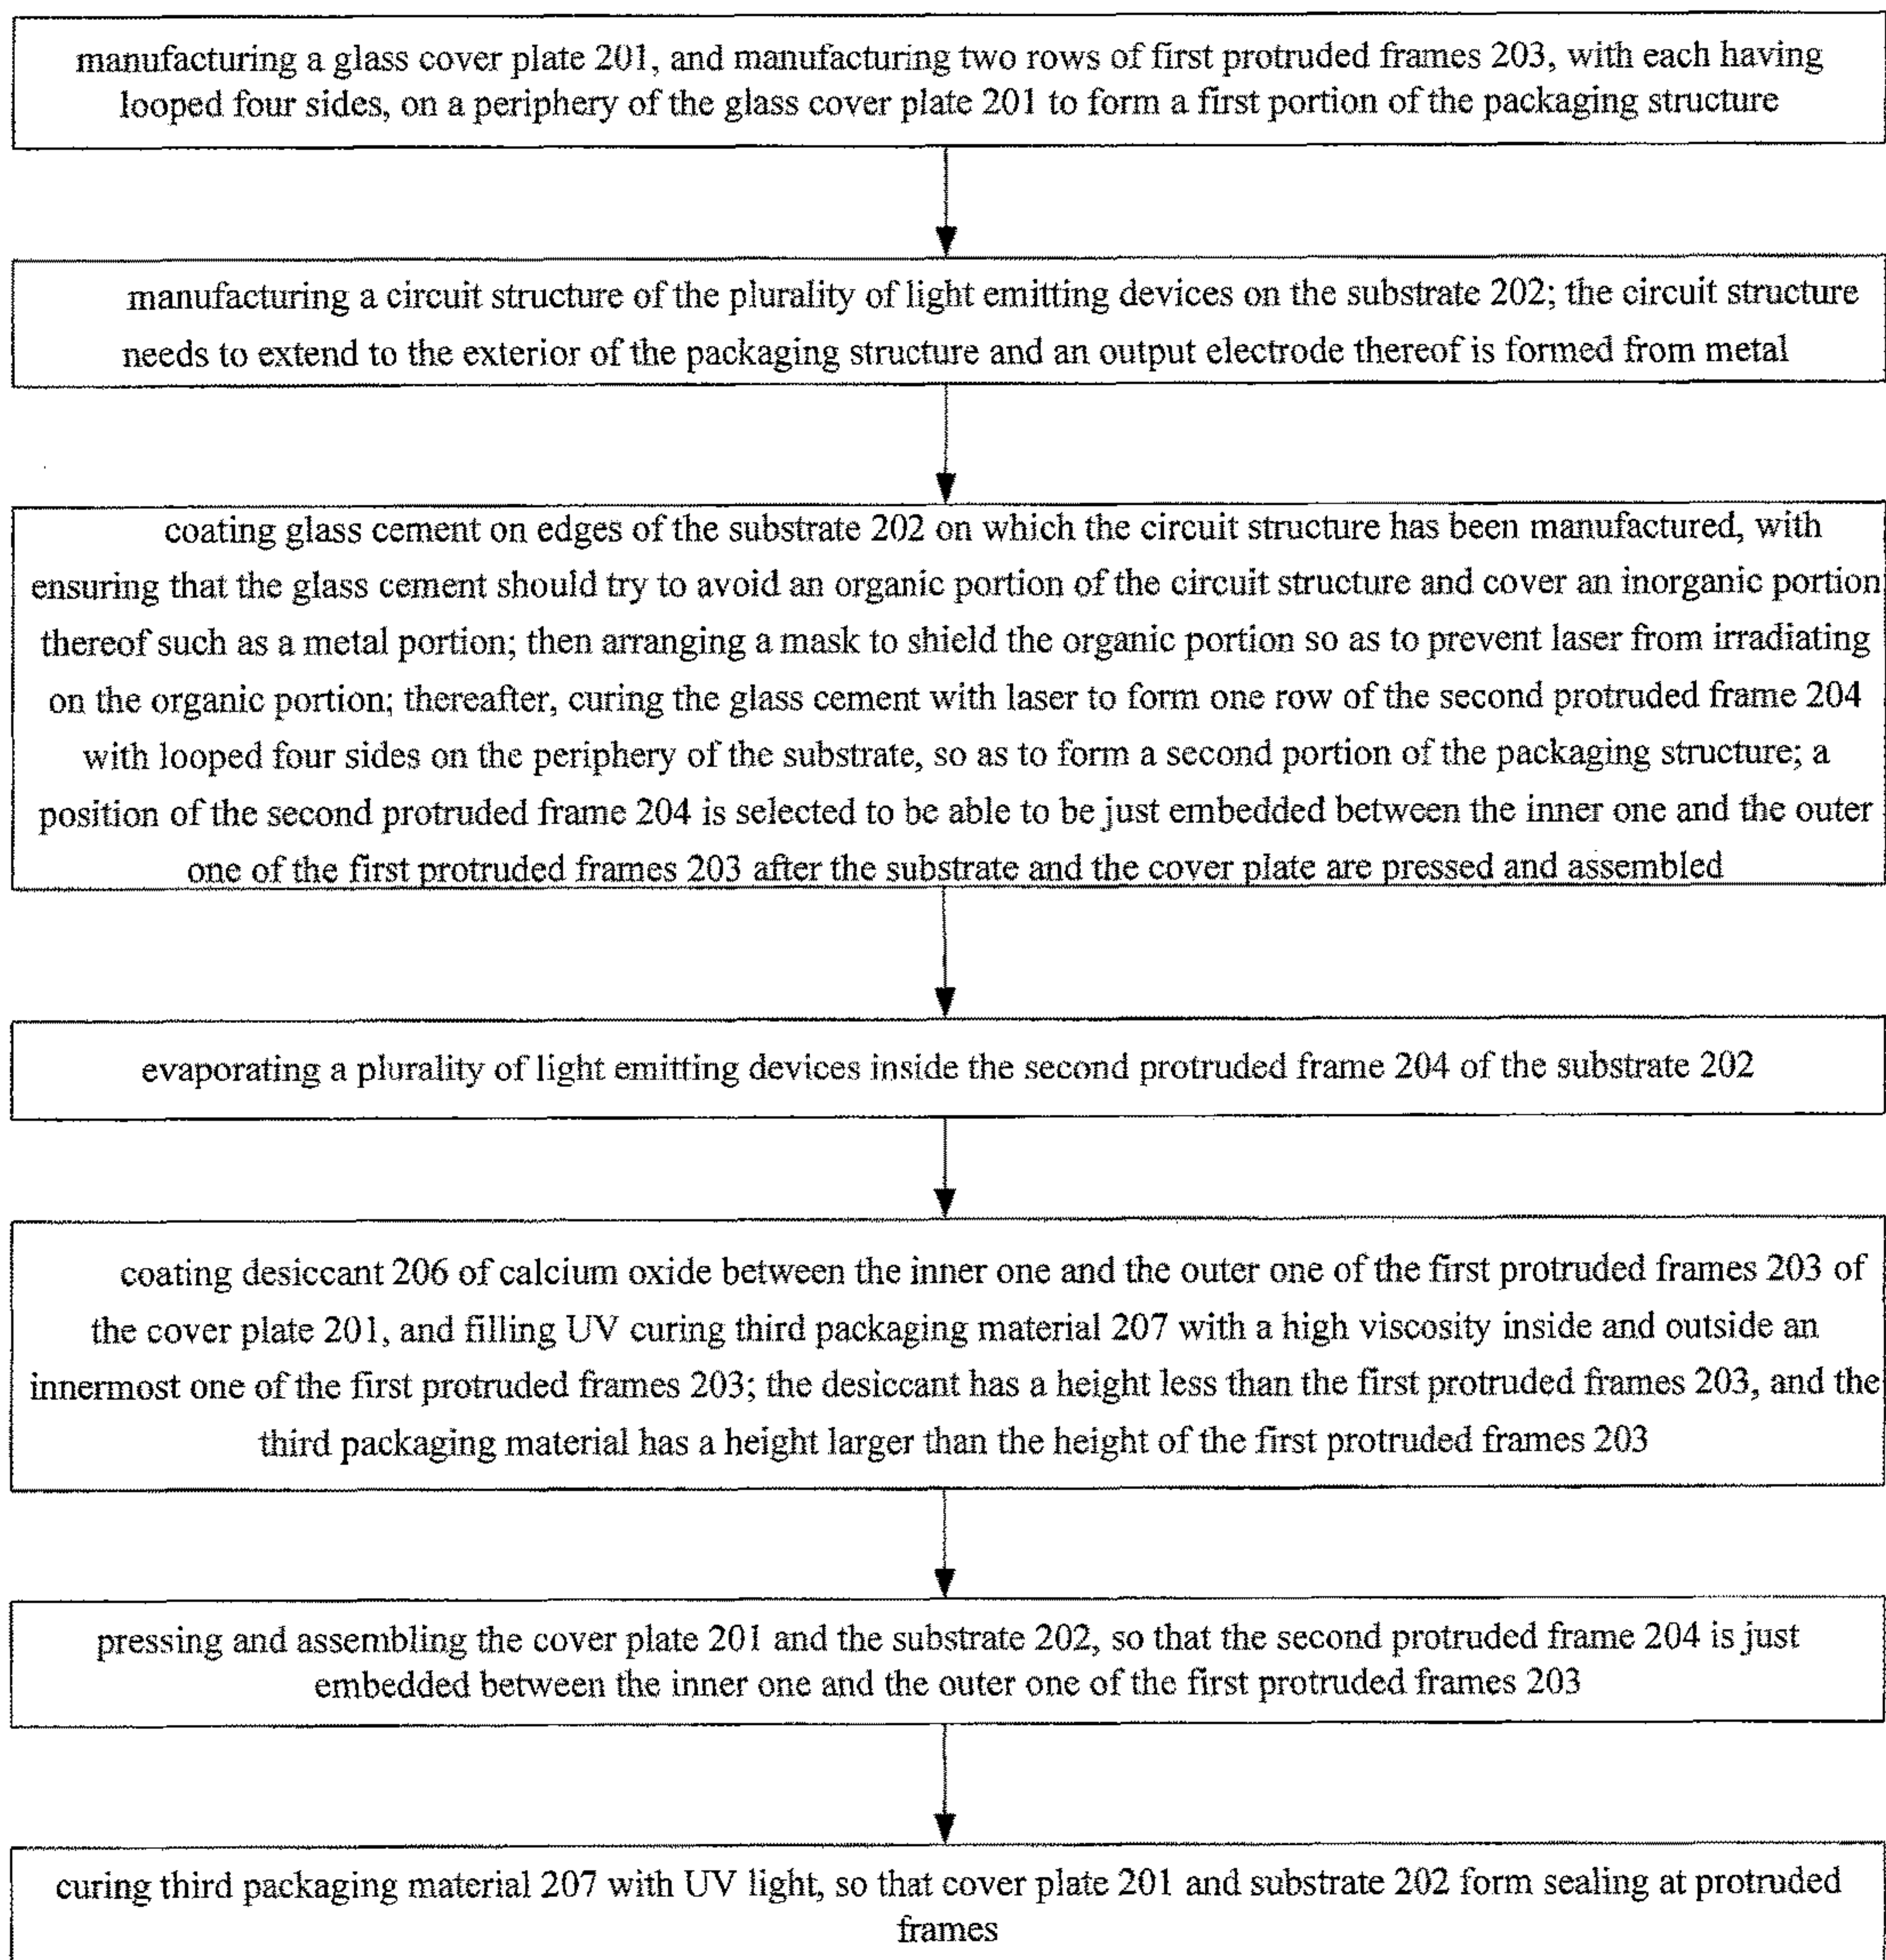 manufacturing a glass cover plate 201, and manufacturing two rows of first protruded frames 203, with each having
looped four sides, on a periphery of the glass cover plate 201 to form a first portion of the packaging structure
manufacturing a circuit structure of the plurality of light emitting devices on the substrate 202; the circuit structure
needs to extend to the exterior of the packaging structure and an output electrode thereof is formed from metal
coating glass cement on edges of the substrate 202 on which the circuit structure has been manufactured, with
ensuring that the glass cement should try to avoid an organic portion of the circuit structure and cover an inorganic portion
thereof such as a metal portion; then arranging a mask to shield the organic portion so as to prevent laser from irradiating
on the organic portion; thereafter, curing the glass cement with laser to form one row of the second protruded frame 204
with looped four sides on the periphery of the substrate, so as to form a second portion of the packaging structure; a
position of the second protruded frame 204 is selected to be able to be just embedded between the inner one and the outer
one of the first protruded frames 203 after the substrate and the cover plate are pressed and assembled
evaporating a plurality of light emitting devices inside the second protruded frame 204 of the substrate 202
coating desiccant 206 of calcium oxide between the inner one and the outer one of the first protruded frames 203 of
the cover plate 201, and filling UV curing third packaging material 207 with a high viscosity inside and outside an
innermost one of the first protruded frames 203; the desiccant has a height less than the first protruded frames 203, and the
third packaging material has a height larger than the height of the first protruded frames 203
pressing and assembling the cover plate 201 and the substrate 202, so that the second protruded frame 204 is just
embedded between the inner one and the outer one of the first protruded frames 203
curing third packaging material 207 with UV light, so that cover plate 201 and substrate 202 form sealing at protruded
frames